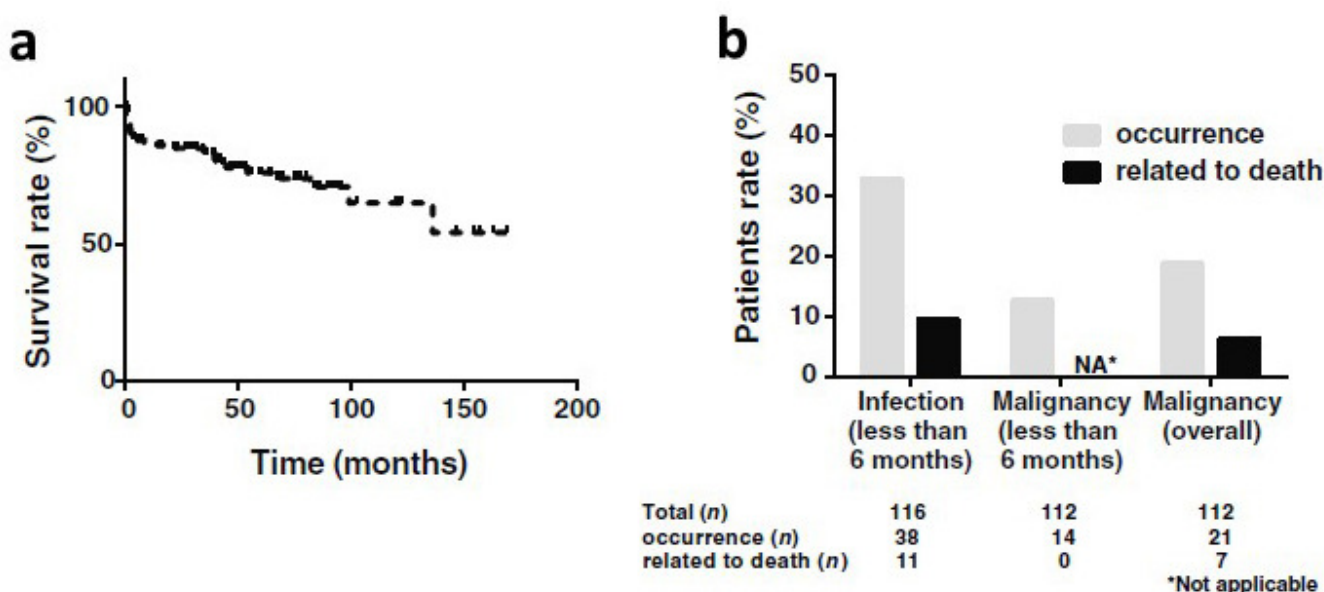 a
Survival rate (%)
100
50
0
0 50 100 150 200
Time (months)
b
Patients rate (%)
50
40
30
20
10
0
occurrence
related to death
NA*
Infection (less than 6 months)
Malignancy (less than 6 months)
Malignancy (overall)
Total (n) 116 112 112
occurrence (n) 38 14 21
related to death (n) 11 0 7
*Not applicable